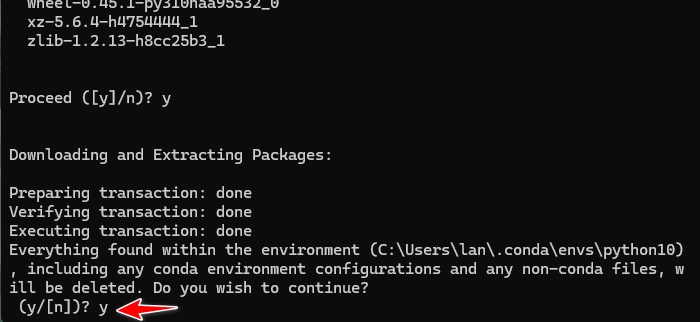 wheel-0.45.1-py310haa95532_0
xz-5.6.4-h4754444_1
zlib-1.2.13-h8cc25b3_1
Proceed ([y]/n)? y
Downloading and Extracting Packages:
Preparing transaction: done
Verifying transaction: done
Executing transaction: done
Everything found within the environment (C:\Users\lan\.conda\envs\python10)
, including any conda environment configurations and any non-conda files, w
ill be deleted. Do you wish to continue?
(y/[n])? y